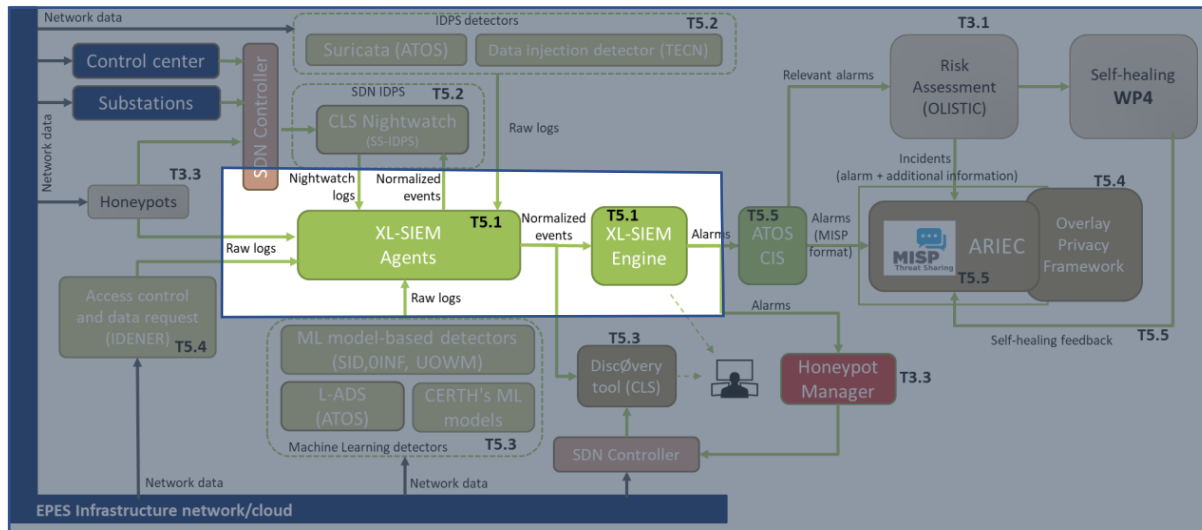 Network data
IDPS detectors
T5.2
Suricata (ATOS)
Data injection detector (TECN)
T3.1
Control center
Substations
SDN Controller
SDN IDPS
T5.2
CLS Nightwatch
(SS-IDPS)
Raw logs
Relevant alarms
Risk
Assessment
(OLISTIC)
Self-healing
WP4
Network data
Network data
T3.3
Honeypots
Nightwatch
logs
Normalized
events
Incidents
(alarm + additional information)
T5.4
Raw logs
T5.1
XL-SIEM
Agents
Normalized
events
T5.1
XL-SIEM
Engine
Alarms
T5.5
ATOS
CIS
Alarms
(MISP
format)
MISP
Threat Sharing
ARIEC
T5.5
Overlay
Privacy
Framework
Access control
and data request
(IDENER)
T5.4
Raw logs
ML model-based detectors
(SID,0INF, UOWM)
L-ADS
(ATOS)
CERTH's ML
models
Machine Learning detectors
T5.3
T5.3
DiscØvery
tool (CLS)
Alarms
Honeypot
Manager
T3.3
Self-healing feedback
T5.5
SDN Controller
Network data
Network data
EPES Infrastructure network/cloud